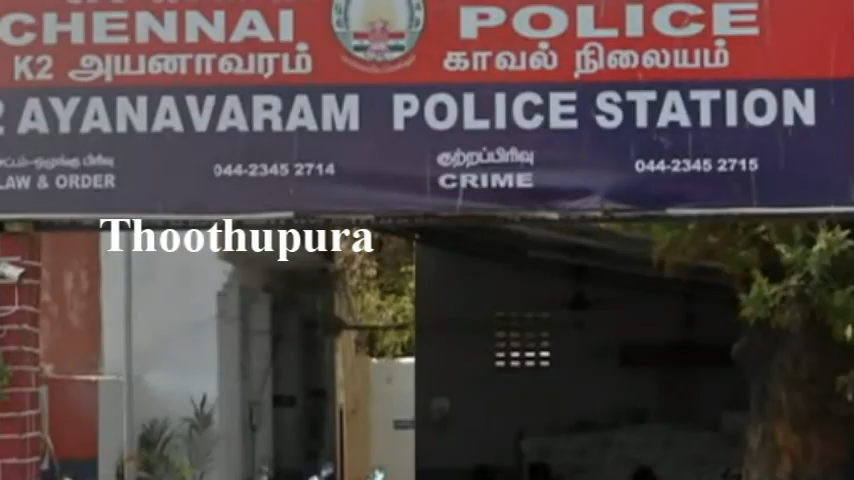 CHENNAI POLICE
K2 அயனாவரம் காவல் நிலையம்
2 AYANAVARAM POLICE STATION
குற்றப்பிரிவு
LAW & ORDER 044-2345 2714 CRIME 044-2345 2715
Thoothupura